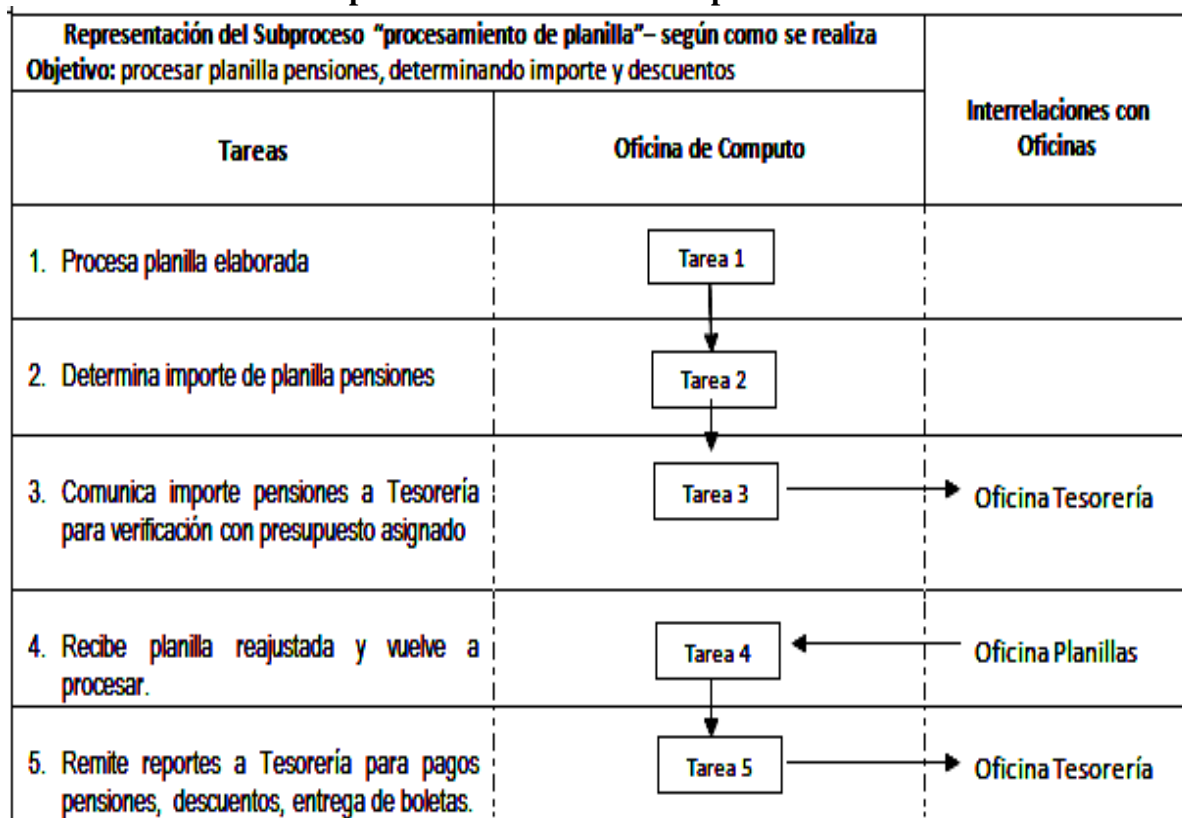 Representación del Subproceso “procesamiento de planilla”– según como se realiza
Objetivo: procesar planilla pensiones, determinando importe y descuentos
Interrelaciones con
Oficinas
Tareas
Oficina de Computo
1. Procesa planilla elaborada
Tarea 1
2. Determina importe de planilla pensiones
Tarea 2
3. Comunica importe pensiones a Tesorería
para verificación con presupuesto asignado
Tarea 3
Oficina Tesorería
4. Recibe planilla reajustada y vuelve a
procesar.
Tarea 4
Oficina Planillas
5. Remite reportes a Tesorería para pagos
pensiones, descuentos, entrega de boletas.
Tarea 5
Oficina Tesorería